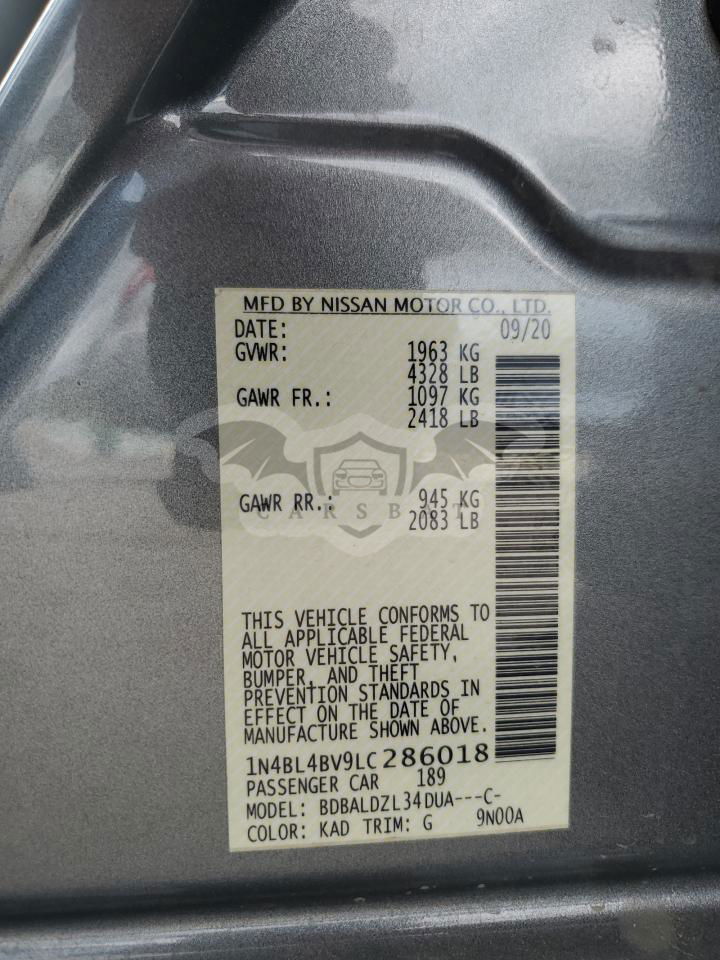 MFD BY NISSAN MOTOR CO., LTD.
DATE: 09/20
GVWR: 1963 KG
4328 LB
GAWR FR.: 1097 KG
2418 LB
GAWR RR.: 945 KG
CARSBAT
2083 LB
THIS VEHICLE CONFORMS TO
ALL APPLICABLE FEDERAL
MOTOR VEHICLE SAFETY,
BUMPER, AND THEFT
PREVENTION STANDARDS IN
EFFECT ON THE DATE OF
MANUFACTURE SHOWN ABOVE.
1N4BL4BV9LC286018
PASSENGER CAR 189
MODEL: BDBALDZL34DUA---C-
COLOR: KAD TRIM: G 9N00A